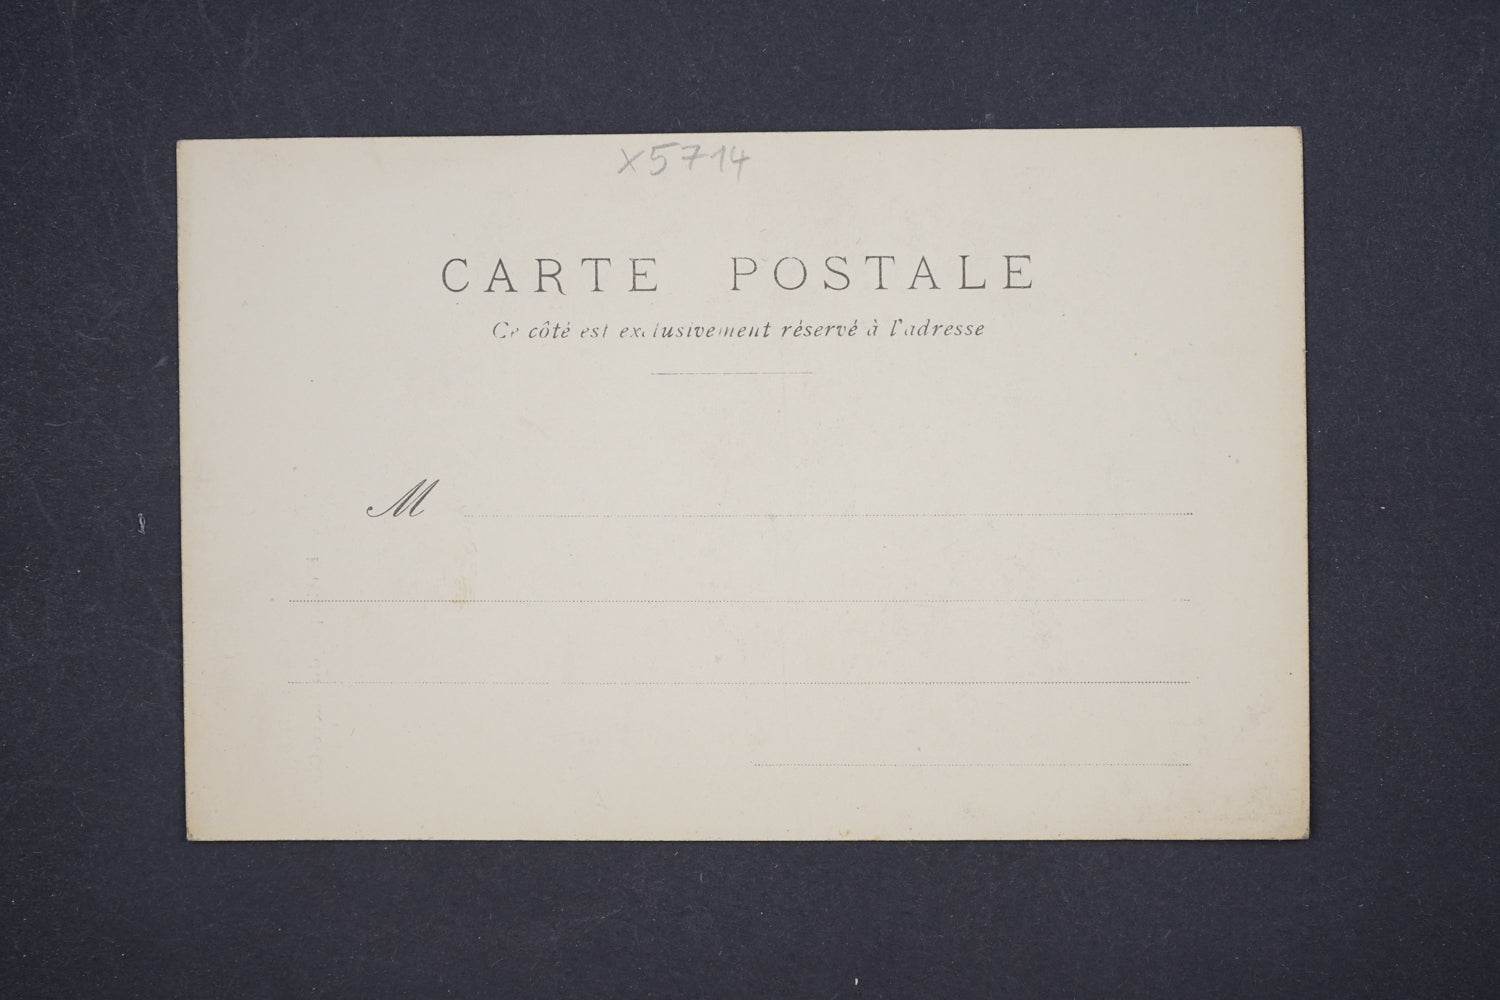 X5714
CARTE POSTALE
Ce côté est exclusivement réservé à l'adresse
M